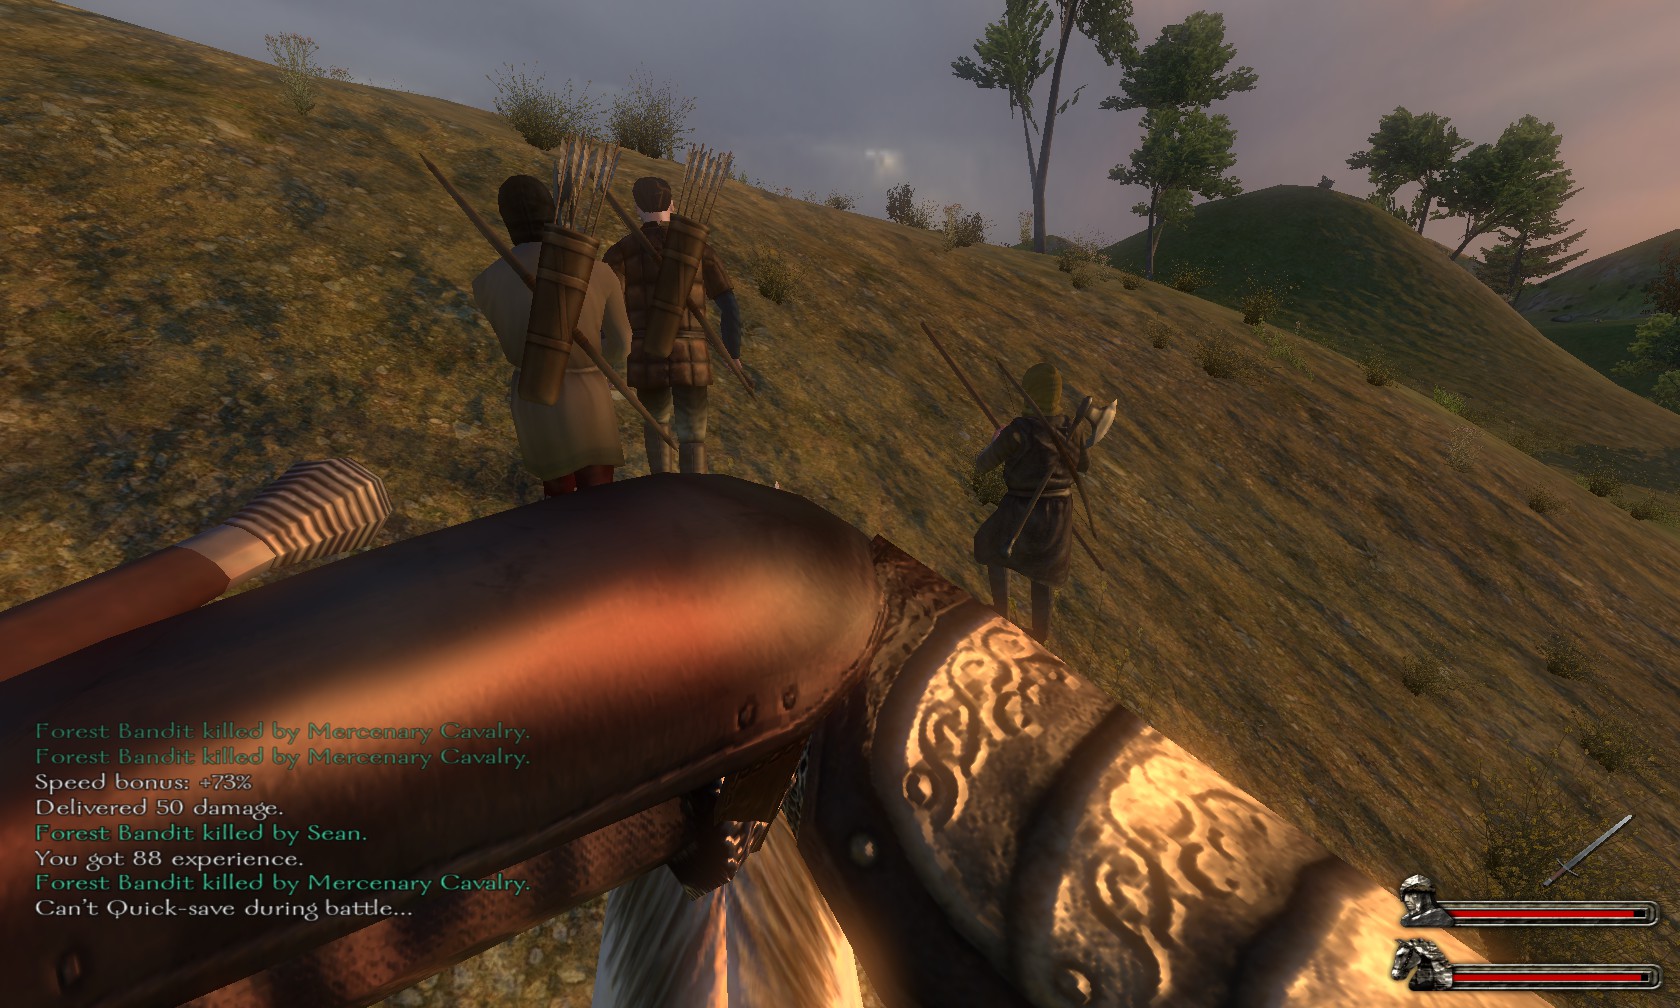 Forest Bandit killed by Mercenary Cavalry.
Forest Bandit killed by Mercenary Cavalry.
Speed bonus: +73%
Delivered 50 damage.
Forest Bandit killed by Sean.
You got 88 experience.
Forest Bandit killed by Mercenary Cavalry.
Can't Quick-save during battle...